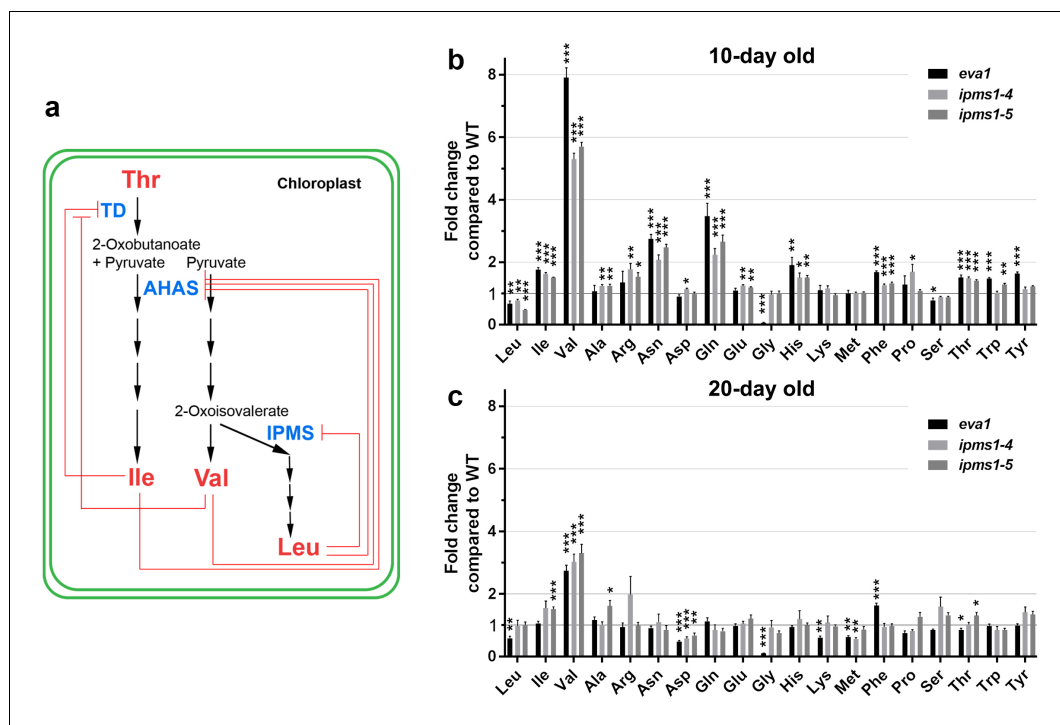 a
Chloroplast
Thr
TD
2-Oxobutanoate
+ Pyruvate
Pyruvate
AHAS
2-Oxoisovalerate
IPMS
Ile
Val
Leu
b
10-day old
Fold change
compared to WT
8
6
4
2
1
0
eva1
ipms1-4
ipms1-5
** ** *** *** *** *** *** *** *** ** ** ** * *** *** *** * *** *** *** ** ** *** ** * ** *** *** *** * * *** *** *** *** ** ***
Leu Ile Val Ala Arg Asn Asp Gln Glu Gly His Lys Met Phe Pro Ser Thr Trp Tyr
c
20-day old
Fold change
compared to WT
8
6
4
2
1
0
eva1
ipms1-4
ipms1-5
** *** *** *** *** * *** ** ** *** ** ** ** *** * *
Leu Ile Val Ala Arg Asn Asp Gln Glu Gly His Lys Met Phe Pro Ser Thr Trp Tyr